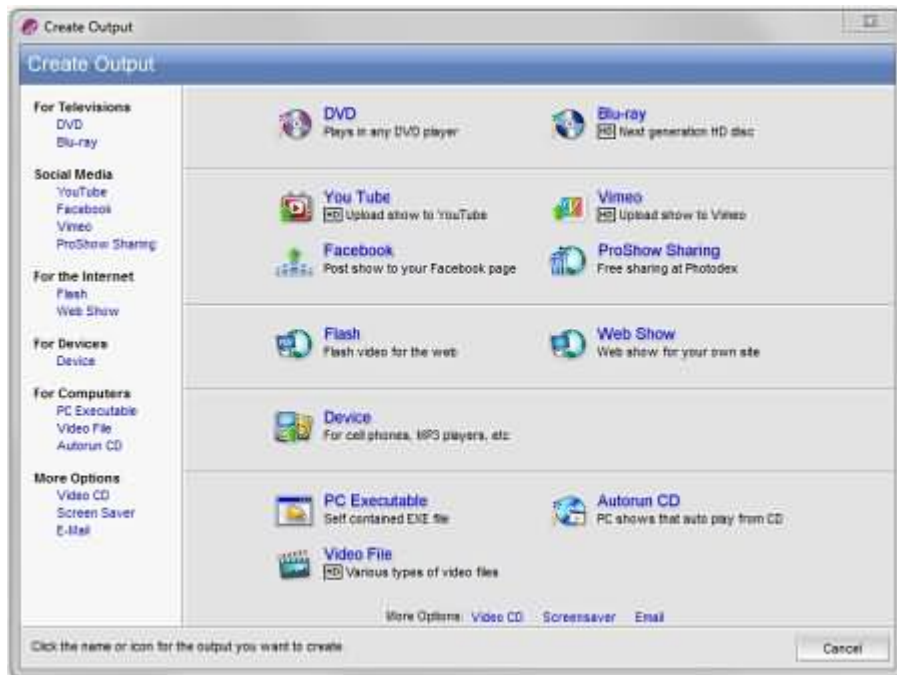 Create Output
Create Output
For Televisions
DVD
Blu-ray
Social Media
YouTube
Facebook
Vimeo
ProShow Sharing
For the Internet
Flash
Web Show
For Devices
Device
For Computers
PC Executable
Video File
Autorun CD
More Options
Video CD
Screen Saver
E-Mail
DVD
Plays in any DVD player
Blu-ray
HD Next generation HD disc
You Tube
HD Upload show to YouTube
Vimeo
HD Upload show to Vimeo
Facebook
Post show to your Facebook page
ProShow Sharing
Free sharing at Photodex
Flash
Flash video for the web
Web Show
Web show for your own site
Device
For cell phones, MP3 players, etc
PC Executable
Self contained EXE file
Autorun CD
PC shows that auto play from CD
Video File
HD Various types of video files
More Options: Video CD Screensaver Email
Click the name or icon for the output you want to create
Cancel